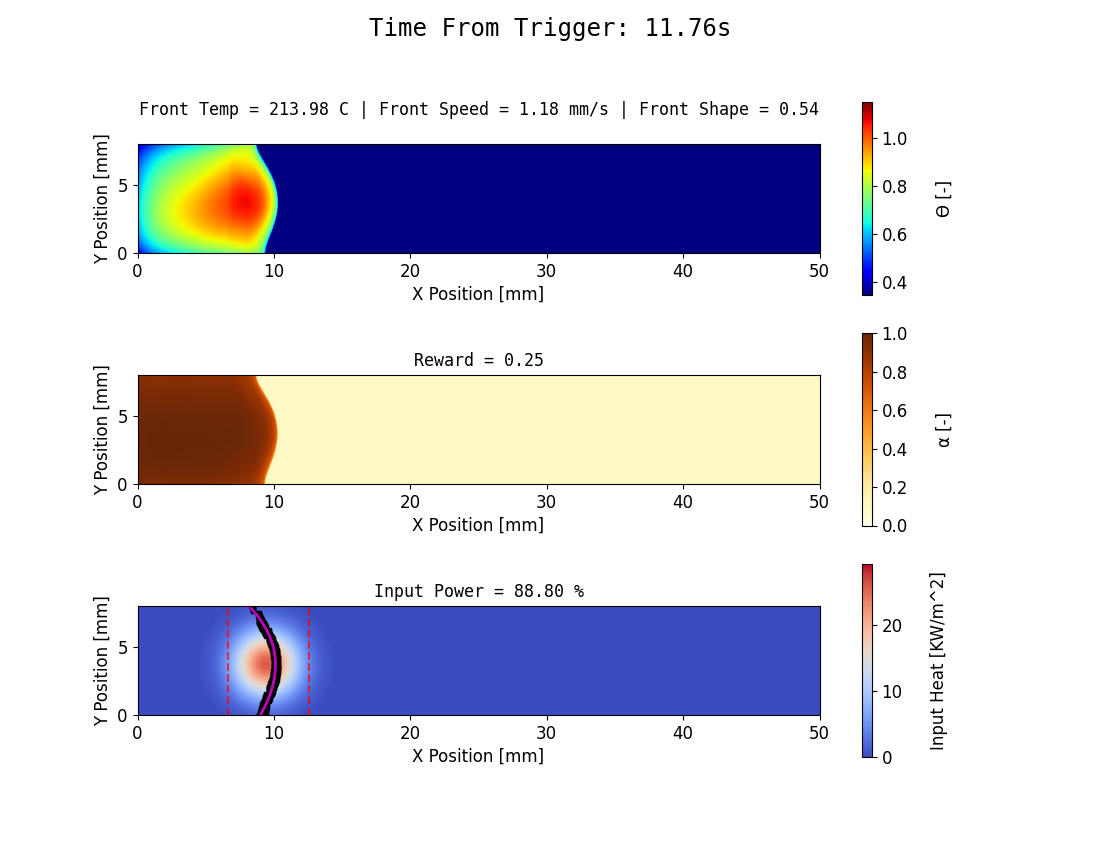 Time From Trigger: 11.76s
Front Temp = 213.98 C | Front Speed = 1.18 mm/s | Front Shape = 0.54
Y Position [mm]
5
0
0 10 20 30 40 50
X Position [mm]
1.0
0.8
0.6
0.4
Θ [-]
Reward = 0.25
Y Position [mm]
5
0
0 10 20 30 40 50
X Position [mm]
1.0
0.8
0.6
0.4
0.2
0.0
α [-]
Input Power = 88.80 %
Y Position [mm]
5
0
0 10 20 30 40 50
X Position [mm]
20
10
0
Input Heat [KW/m^2]